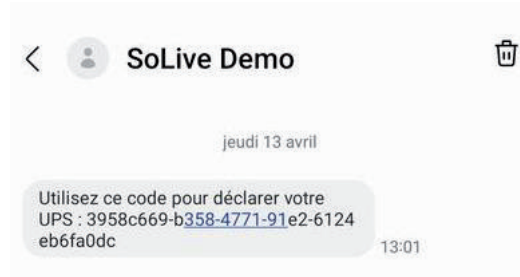 SoLive Demo
jeudi 13 avril
Utilisez ce code pour déclarer votre
UPS : 3958c669-b358-4771-91e2-6124
eb6fa0dc
13:01